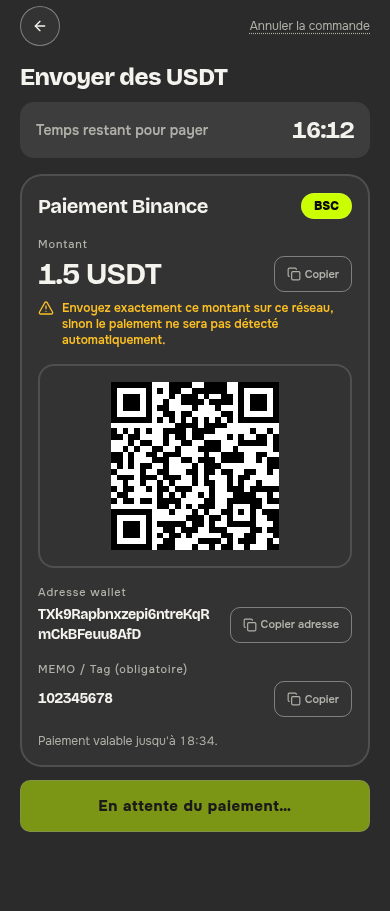 Annuler la commande
Envoyer des USDT
Temps restant pour payer 16:12
Paiement Binance BSC
Montant
1.5 USDT Copier
Envoyez exactement ce montant sur ce réseau,
sinon le paiement ne sera pas détecté
automatiquement.
Adresse wallet
TXk9Rapbnxzepi6ntreKqR
mCkBFeuu8AfD
Copier adresse
MEMO / Tag (obligatoire)
102345678 Copier
Paiement valable jusqu'à 18:34.
En attente du paiement...